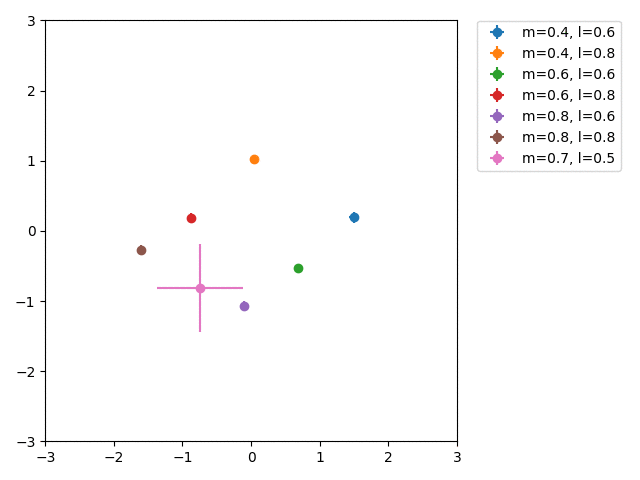 3
2
1
0
−1
−2
−3
−3
−2
−1
0
1
2
3
m=0.4, l=0.6
m=0.4, l=0.8
m=0.6, l=0.6
m=0.6, l=0.8
m=0.8, l=0.6
m=0.8, l=0.8
m=0.7, l=0.5